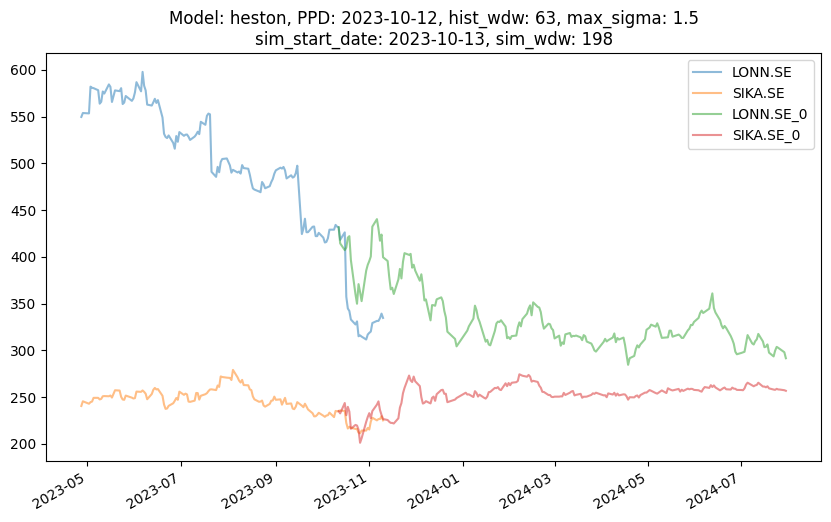 Model: heston, PPD: 2023-10-12, hist_wdw: 63, max_sigma: 1.5
sim_start_date: 2023-10-13, sim_wdw: 198
LONN.SE
SIKA.SE
LONN.SE_0
SIKA.SE_0
600
550
500
450
400
350
300
250
200
2023-05
2023-07
2023-09
2023-11
2024-01
2024-03
2024-05
2024-07